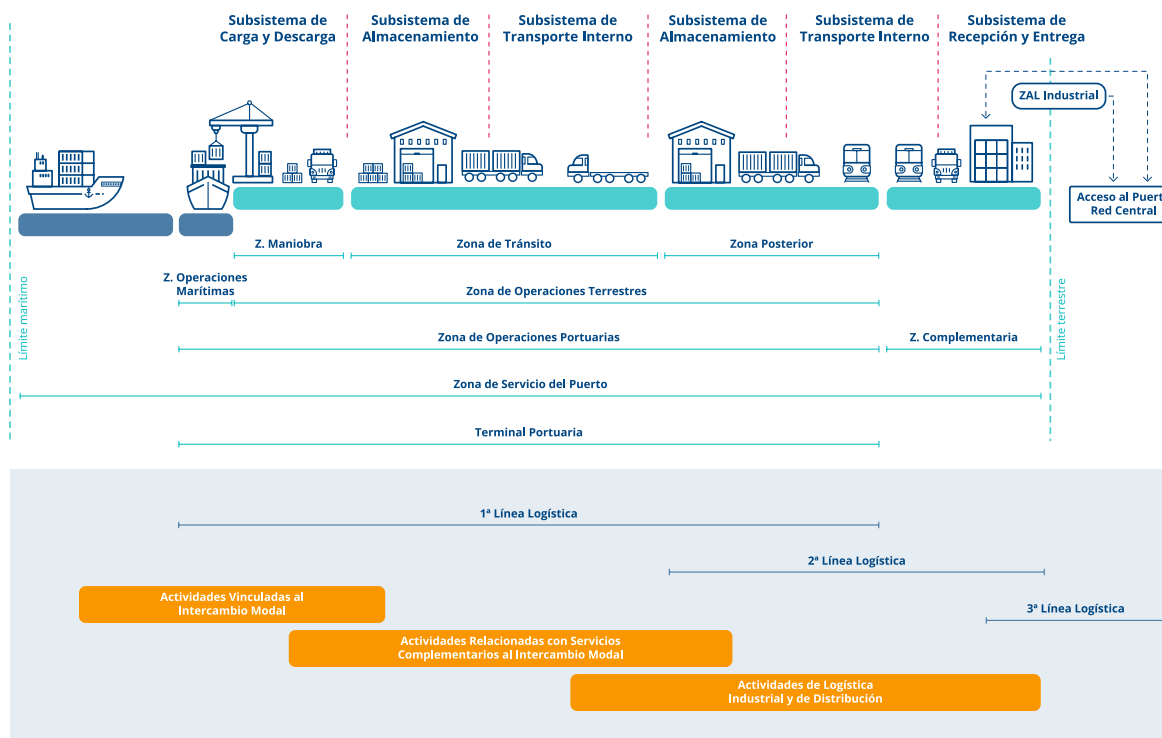 Subsistema de
Carga y Descarga
Subsistema de
Almacenamiento
Subsistema de
Transporte Interno
Subsistema de
Almacenamiento
Subsistema de
Transporte Interno
Subsistema de
Recepción y Entrega
ZAL Industrial
Acceso al Puerto
Red Central
Z. Maniobra
Zona de Tránsito
Zona Posterior
Z. Operaciones
Marítimas
Zona de Operaciones Terrestres
Límite marítimo
Límite terrestre
Zona de Operaciones Portuarias
Z. Complementaria
Zona de Servicio del Puerto
Terminal Portuaria
1ª Línea Logística
2ª Línea Logística
3ª Línea Logística
Actividades Vinculadas al
Intercambio Modal
Actividades Relacionadas con Servicios
Complementarios al Intercambio Modal
Actividades de Logística
Industrial y de Distribución